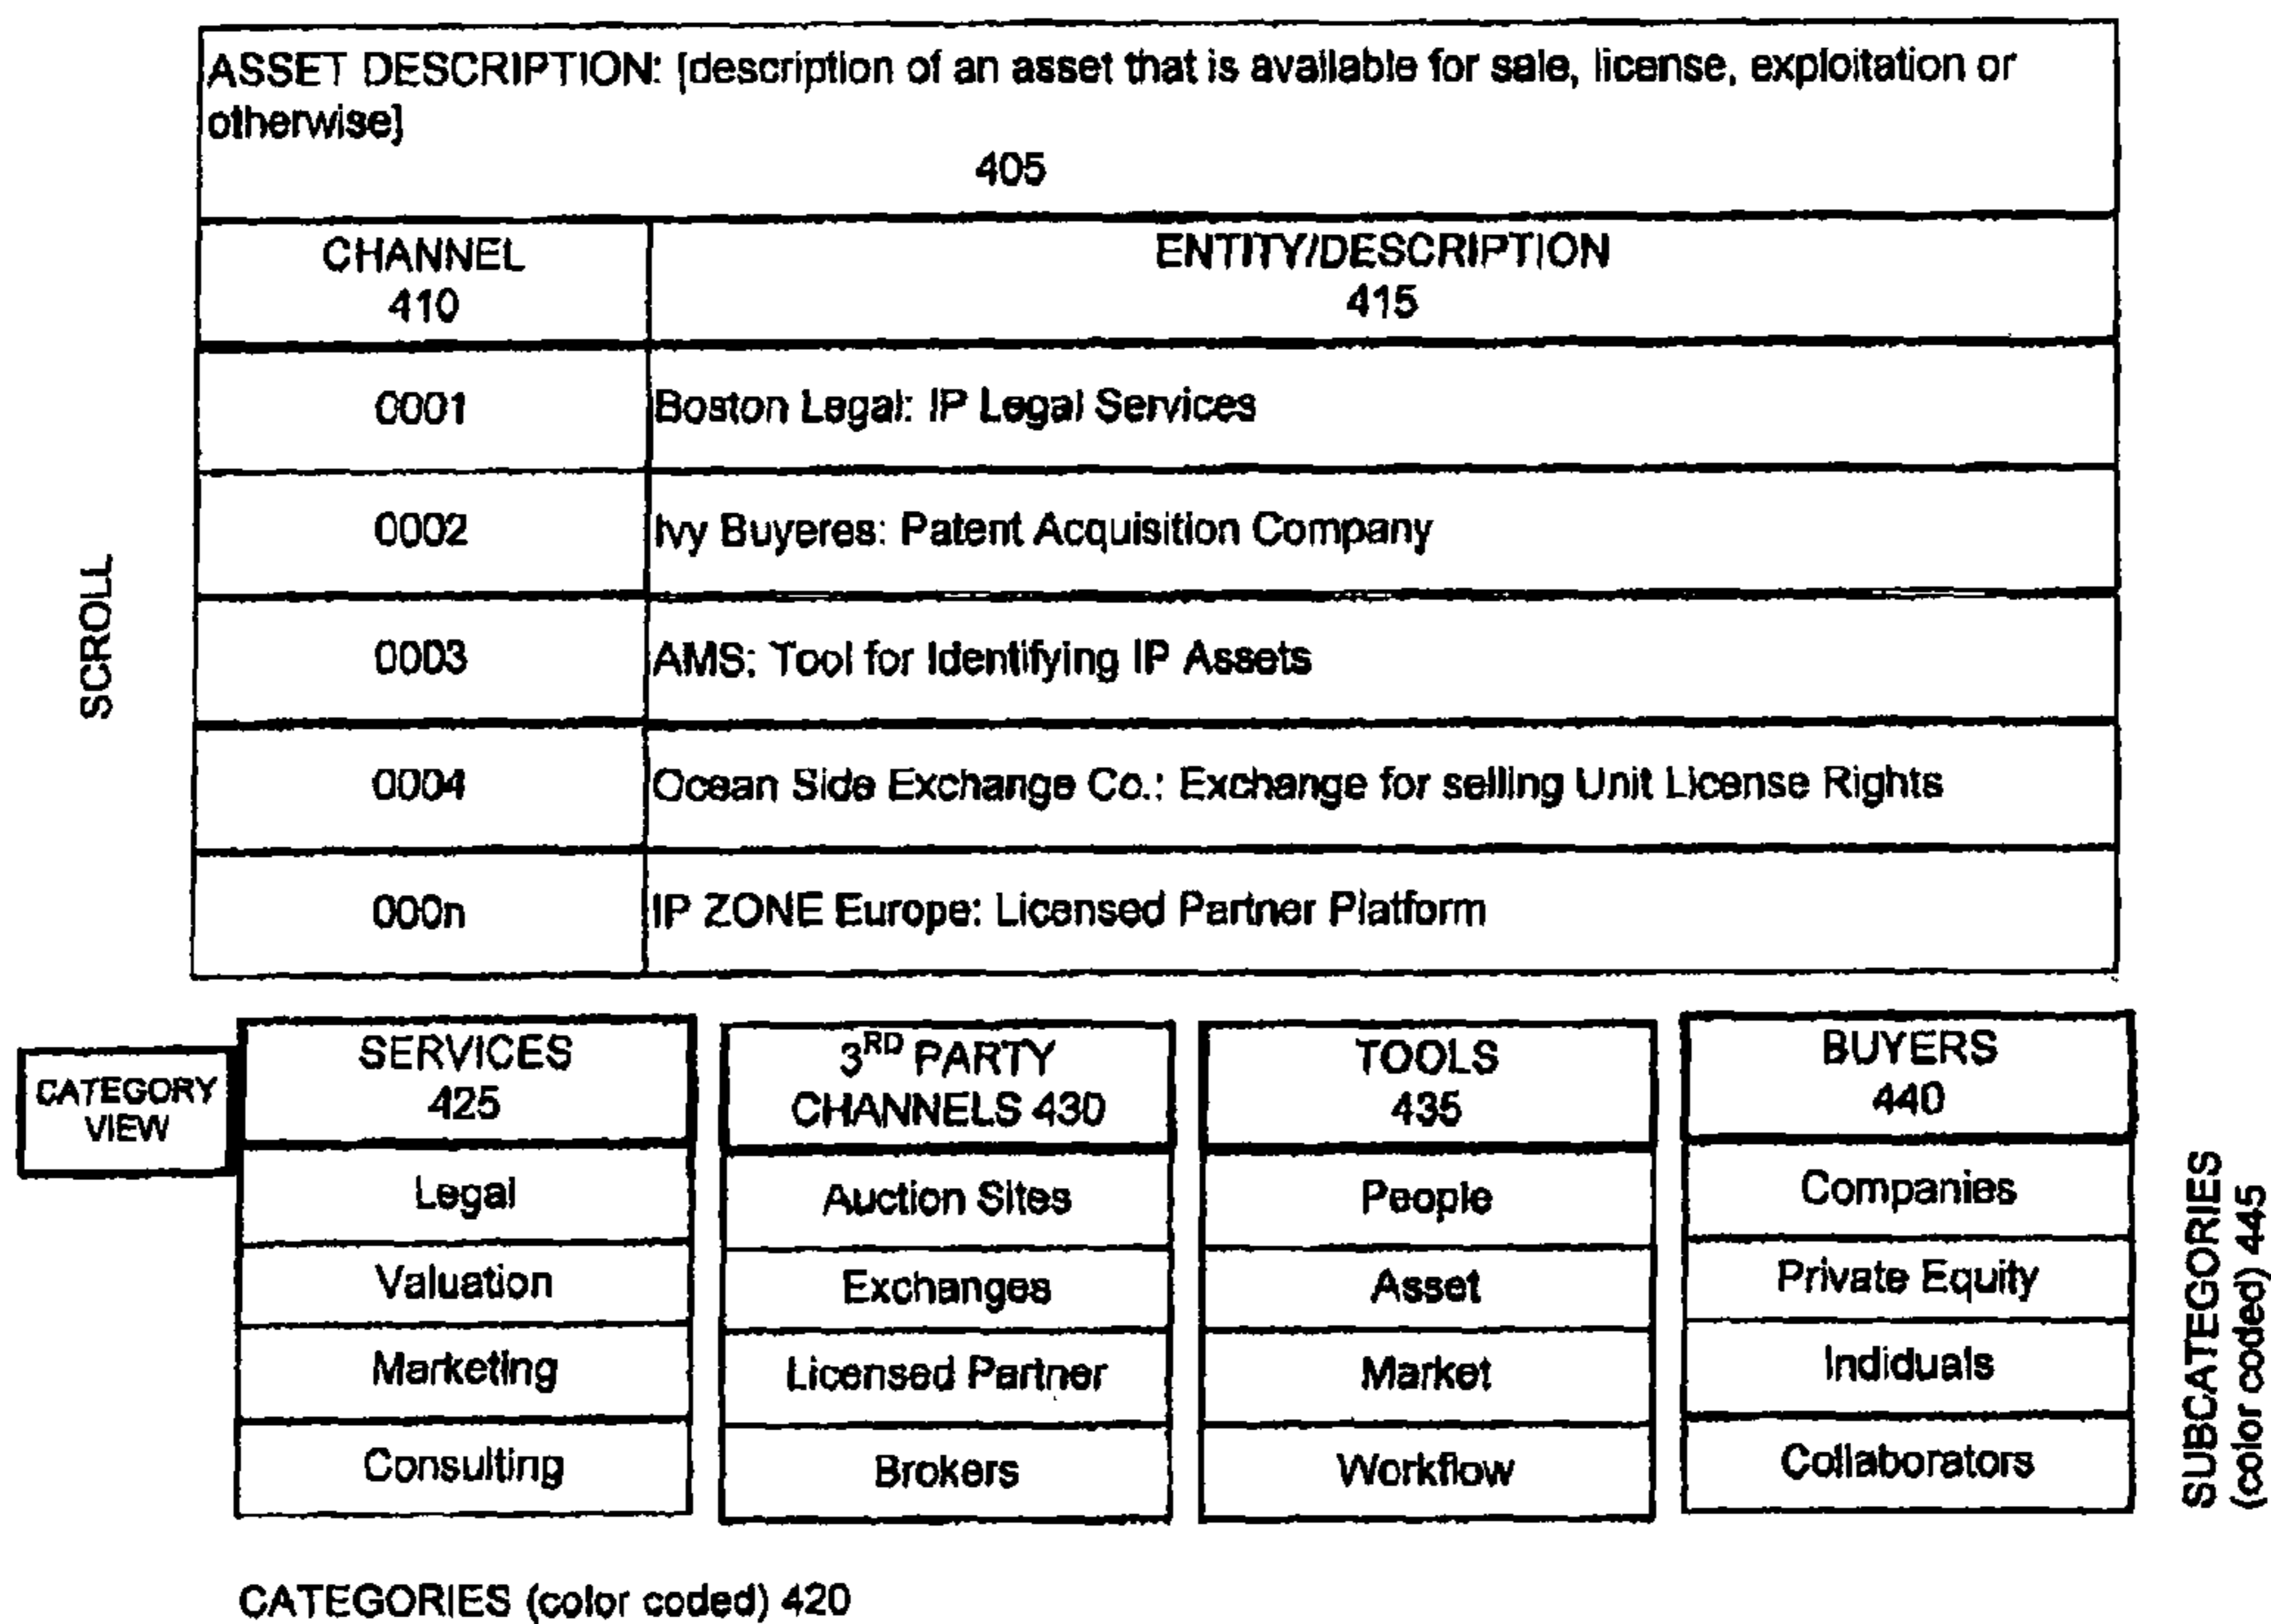 ASSET DESCRIPTION: [description of an asset that is available for sale, license, exploitation or
otherwise]
405
CHANNEL
410
ENTITY/DESCRIPTION
415
0001
Boston Legal: IP Legal Services
0002
Ivy Buyeres: Patent Acquisition Company
0003
AMS: Tool for Identifying IP Assets
0004
Ocean Side Exchange Co.: Exchange for selling Unit License Rights
000n
IP ZONE Europe: Licensed Partner Platform
SCROLL
CATEGORY
VIEW
SERVICES
425
Legal
Valuation
Marketing
Consulting
3RD PARTY
CHANNELS 430
Auction Sites
Exchanges
Licensed Partner
Brokers
TOOLS
435
People
Asset
Market
Workflow
BUYERS
440
Companies
Private Equity
Indiduals
Collaborators
SUBCATEGORIES
(color coded) 445
CATEGORIES (color coded) 420